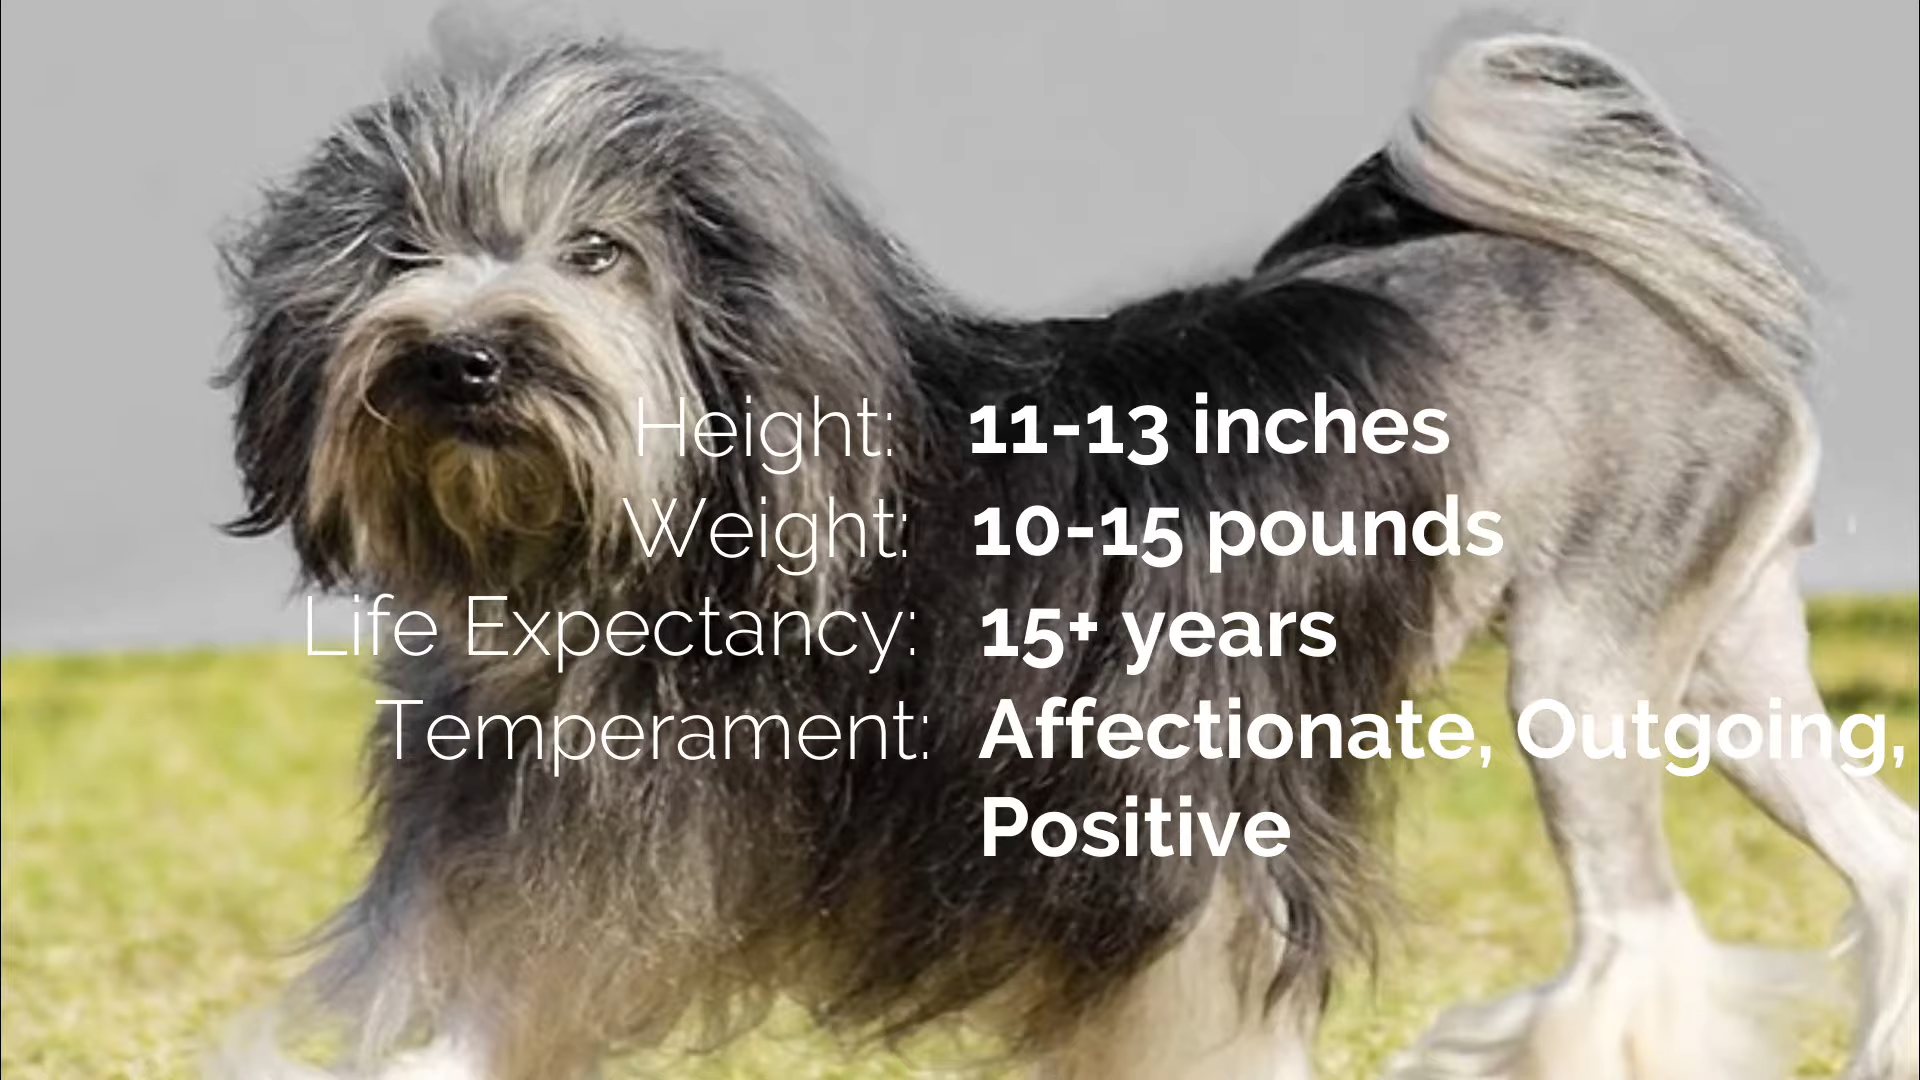 Height: 11-13 inches
Weight: 10-15 pounds
Life Expectancy: 15+ years
Temperament: Affectionate, Outgoing,
Positive